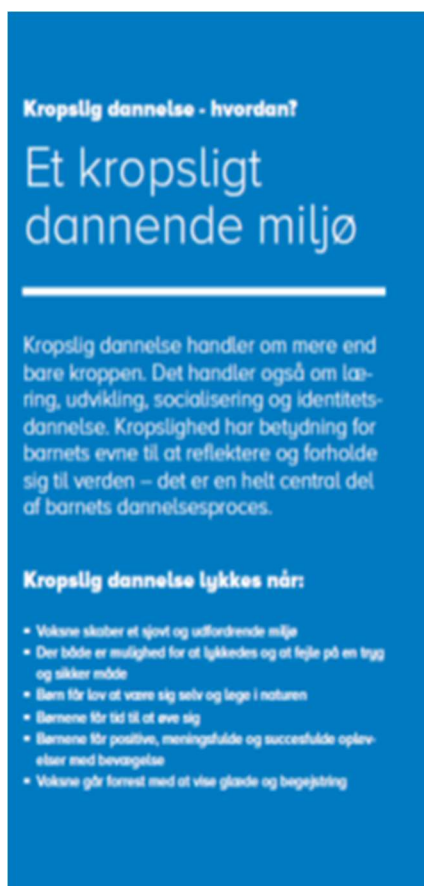 Kropslig dannelse - hvordan?
Et kropsligt
dannende miljø
Kropslig dannelse handler om mere end
bare kroppen. Det handler også om læ-
ring, udvikling, socialisering og identitets-
dannelse. Kropslighed har betydning for
barnets evne til at reflektere og forholde
sig til verden – det er en helt central del
af barnets dannelsesproces.
Kropslig dannelse lykkes når:
• Voksne skaber et sjovt og udfordrende miljø
• Der både er mulighed for at lykkedes og at fejle på en tryg
og sikker måde
• Børn får lov at være sig selv og lege i naturen
• Børnene får tid til at øve sig
• Børnene får positive, meningsfulde og succesfulde oplev-
elser med bevægelse
• Voksne går forrest med at vise glæde og begejstring